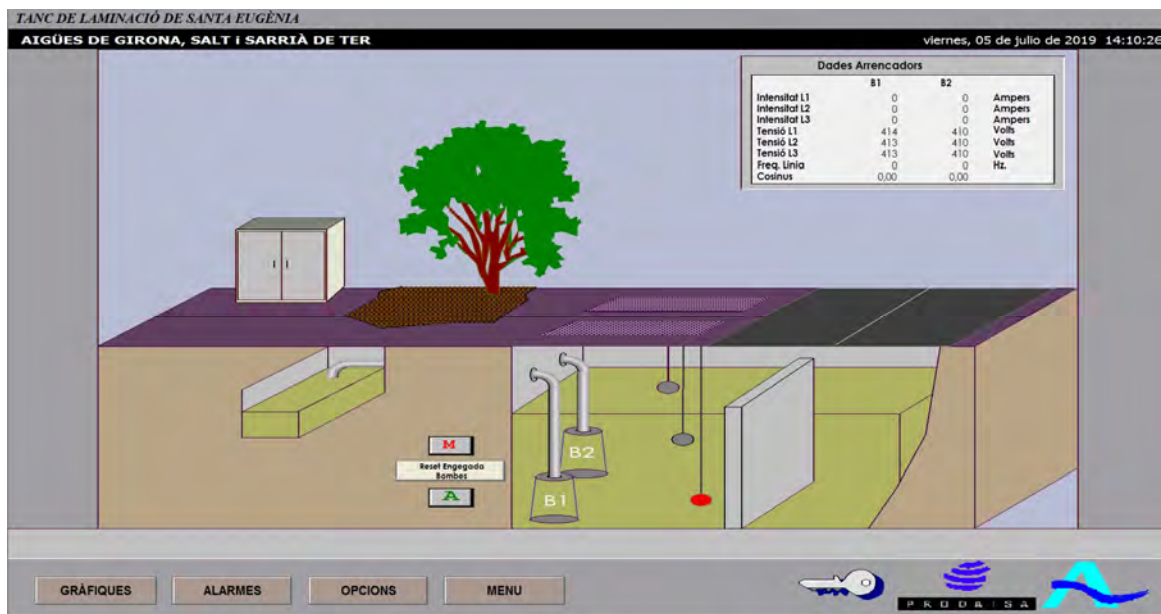 TANC DE LAMINACIÓ DE SANTA EUGÈNIA
AIGÜES DE GIRONA, SALT i SARRIÀ DE TER
viernes, 05 de julio de 2019 14:10:26
Dades Arrencadors
B1 B2
Intensitat L1 0 0 Ampers
Intensitat L2 0 0 Ampers
Intensitat L3 0 0 Ampers
Tensió L1 414 410 Volts
Tensió L2 413 410 Volts
Tensió L3 413 410 Volts
Freq. Linia 0 0 Hz.
Cosinus 0,00 0,00
M
Reset Engegada
Bombes
A
B2
B1
GRÀFIQUES
ALARMES
OPCIONS
MENU
PRODAISA